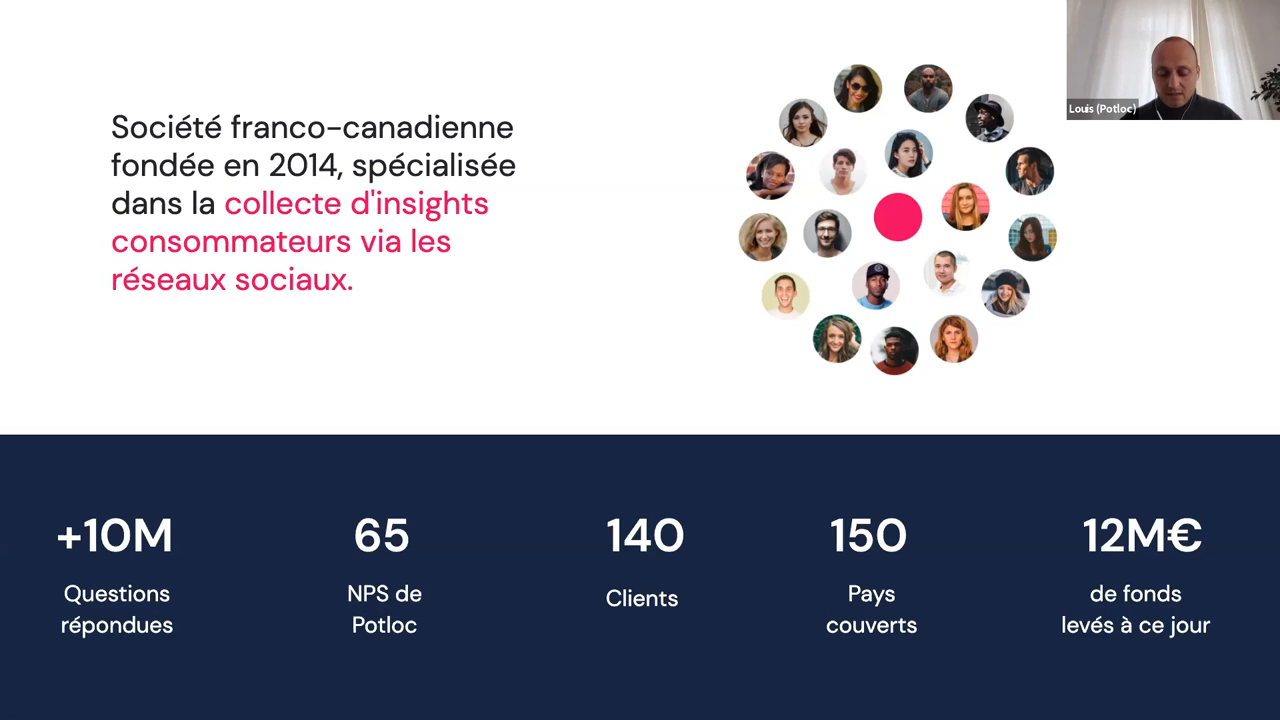 Société franco-canadienne
fondée en 2014, spécialisée
dans la collecte d'insights
consommateurs via les
réseaux sociaux.
Louis (Potloc)
+10M
Questions
répondues
65
NPS de
Potloc
140
Clients
150
Pays
couverts
12M€
de fonds
levés à ce jour